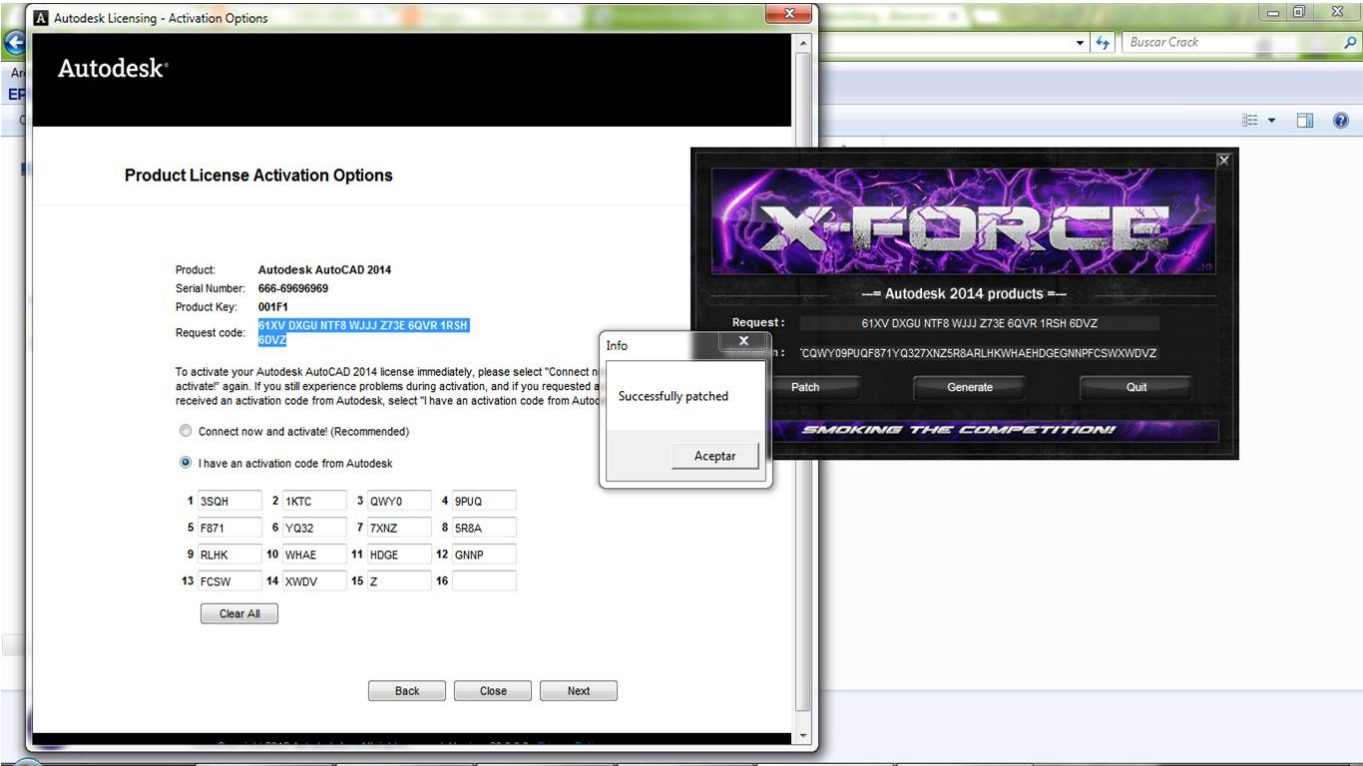 Autodesk Licensing - Activation Options
Buscar Crack
Autodesk
Product License Activation Options
Product: Autodesk AutoCAD 2014
Serial Number: 666-69696969
Product Key: 001F1
Request code: 61XV DXGU NTF8 WJJJ Z73E 6QVR 1RSH
6DVZ
To activate your Autodesk AutoCAD 2014 license immediately, please select "Connect
activate!" again. If you still experience problems during activation, and if you requested a
received an activation code from Autodesk, select "I have an activation code from
Connect now and activate! (Recommended)
I have an activation code from Autodesk
1 3SQH 2 1KTC 3 QWY0 4 9PUQ
5 F871 6 YQ32 7 7XNZ 8 5R8A
9 RLHK 10 WHAE 11 HDGE 12 GNNP
13 FCSW 14 XWDV 15 Z 16
Clear All
Back Close Next
X-FORCE
---= Autodesk 2014 products =---
Request: 61XV DXGU NTF8 WJJJ Z73E 6QVR 1RSH 6DVZ
CQWY09PUQF871YQ327XNZ5R8ARLHKWHAEHDGEGNNPFCSWXWDVZ
Patch Generate Quit
SMOKING THE COMPETITION!
Info
Successfully patched
Aceptar